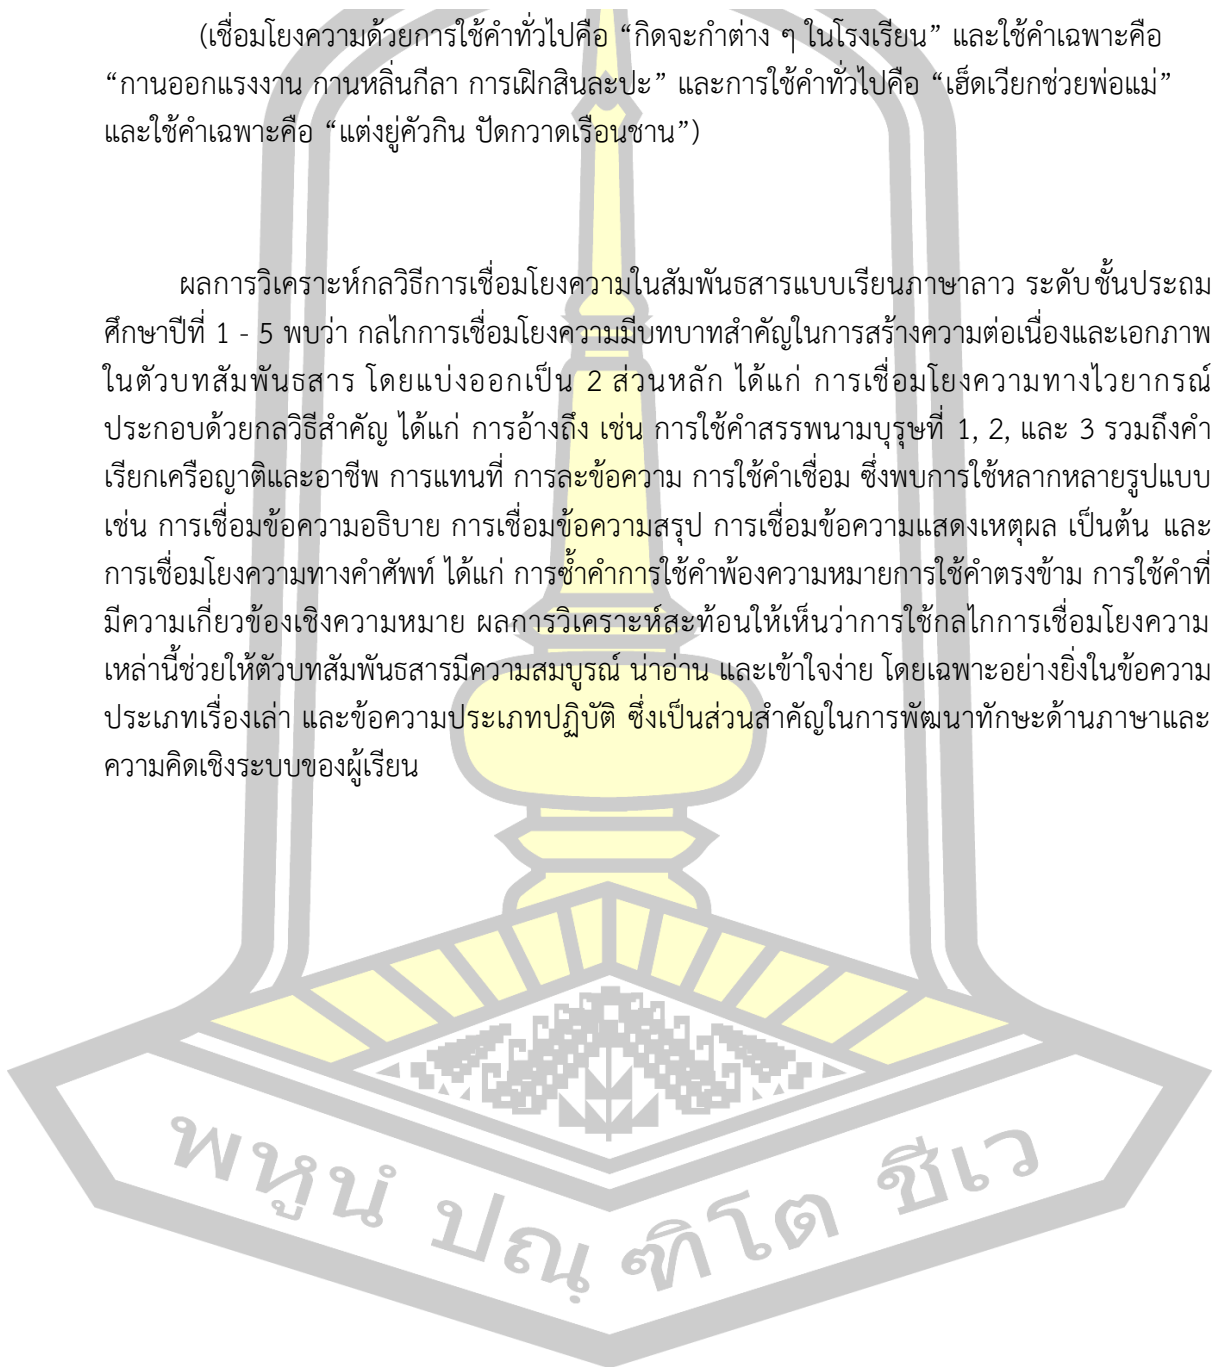 (เชื่อมโยงความด้วยการใช้คำทั่วไปคือ “กิดจะกำต่าง ๆ ในโรงเรียน” และใช้คำเฉพาะคือ
“กานออกแรงงาน กานหลิ้นกีลา การเฝิกสินละปะ” และการใช้คำทั่วไปคือ “เฮ็ดเวียกช่วยพ่อแม่”
และใช้คำเฉพาะคือ “แต่งยู่คัวกิน ปัดกวาดเรือนชาน”)
ผลการวิเคราะห์กลวิธีการเชื่อมโยงความในสัมพันธสารแบบเรียนภาษาลาว ระดับชั้นประถม
ศึกษาปีที่ 1 - 5 พบว่า กลไกการเชื่อมโยงความมีบทบาทสำคัญในการสร้างความต่อเนื่องและเอกภาพ
ในตัวบทสัมพันธสาร โดยแบ่งออกเป็น 2 ส่วนหลัก ได้แก่ การเชื่อมโยงความทางไวยากรณ์
ประกอบด้วยกลวิธีสำคัญ ได้แก่ การอ้างถึง เช่น การใช้คำสรรพนามบุรุษที่ 1, 2, และ 3 รวมถึงคำ
เรียกเครือญาติและอาชีพ การแทนที่ การละข้อความ การใช้คำเชื่อม ซึ่งพบการใช้หลากหลายรูปแบบ
เช่น การเชื่อมข้อความอธิบาย การเชื่อมข้อความสรุป การเชื่อมข้อความแสดงเหตุผล เป็นต้น และ
การเชื่อมโยงความทางคำศัพท์ ได้แก่ การซ้ำคำการใช้คำพ้องความหมายการใช้คำตรงข้าม การใช้คำที่
มีความเกี่ยวข้องเชิงความหมาย ผลการวิเคราะห์สะท้อนให้เห็นว่าการใช้กลไกการเชื่อมโยงความ
เหล่านี้ช่วยให้ตัวบทสัมพันธสารมีความสมบูรณ์ น่าอ่าน และเข้าใจง่าย โดยเฉพาะอย่างยิ่งในข้อความ
ประเภทเรื่องเล่า และข้อความประเภทปฏิบัติ ซึ่งเป็นส่วนสำคัญในการพัฒนาทักษะด้านภาษาและ
ความคิดเชิงระบบของผู้เรียน
พหูนํ ปณฺฑิโต ชีเว